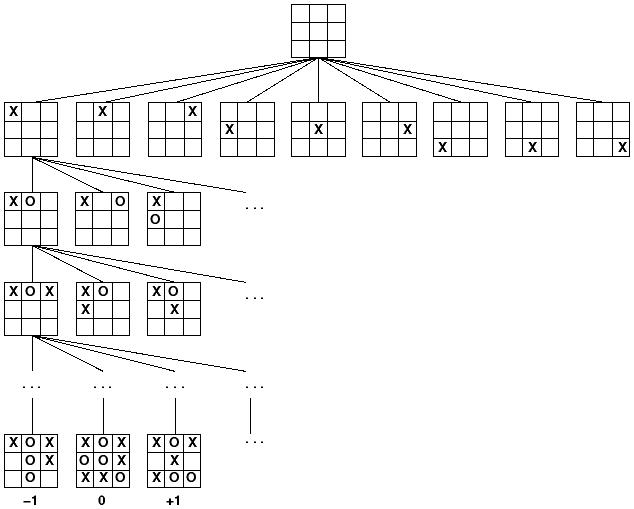 X X X X X X X X X
X O X O X
O
... 
X O X X O X O
X X
...
... ... ... ...
X O X X O X X O X
O X O O X X
O X X O X O O
...
−1 0 +1